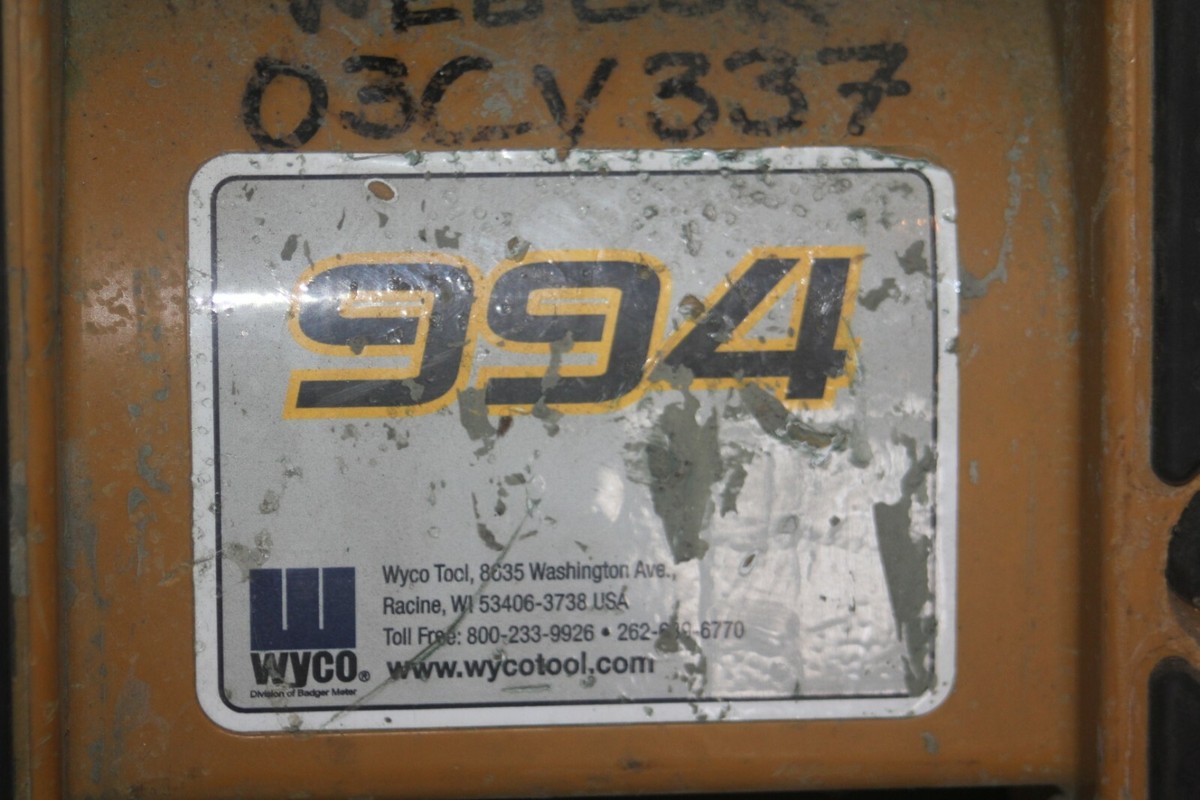 03CV337
994
Wyco Tool, 8635 Washington Ave.,
Racine, WI 53406-3738 USA
Toll Free: 800-233-9926 •
www.wycotool.com
WYCO®
Division of Badger Meter